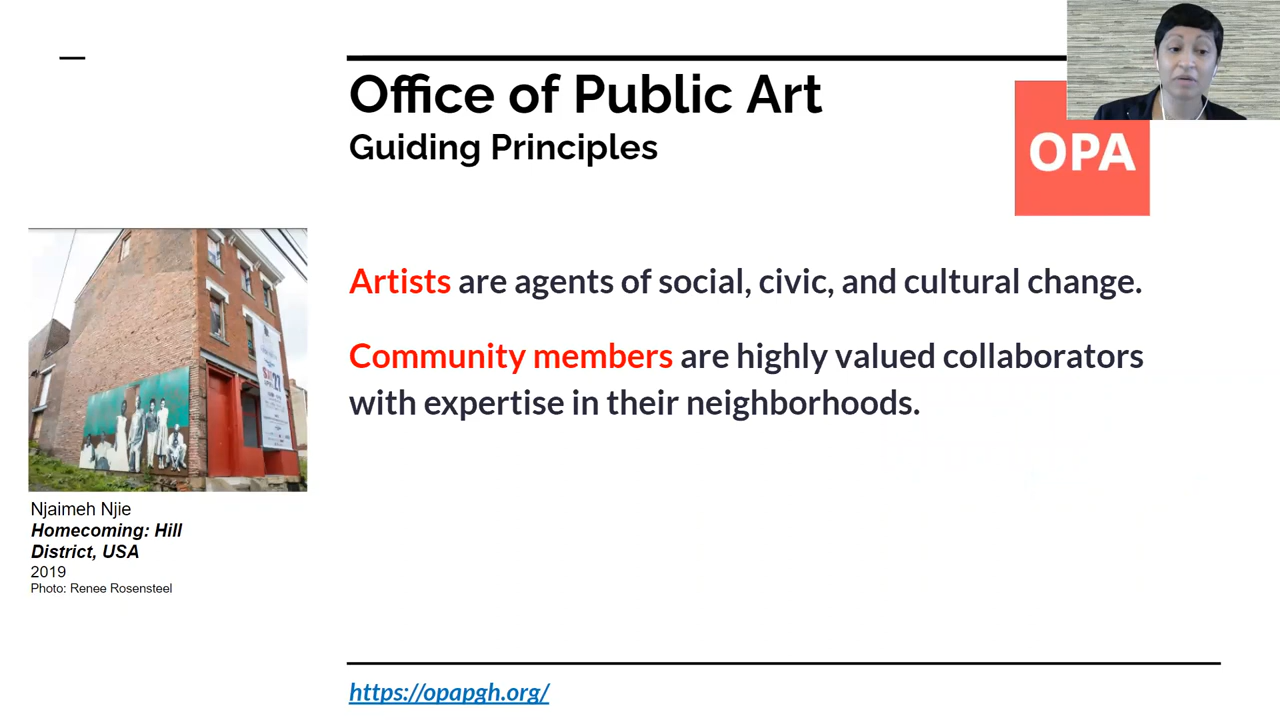 Office of Public Art
Guiding Principles
OPA
Artists are agents of social, civic, and cultural change.
Community members are highly valued collaborators
with expertise in their neighborhoods.
Njaimeh Njie
Homecoming: Hill
District, USA
2019
Photo: Renee Rosensteel
https://opapgh.org/